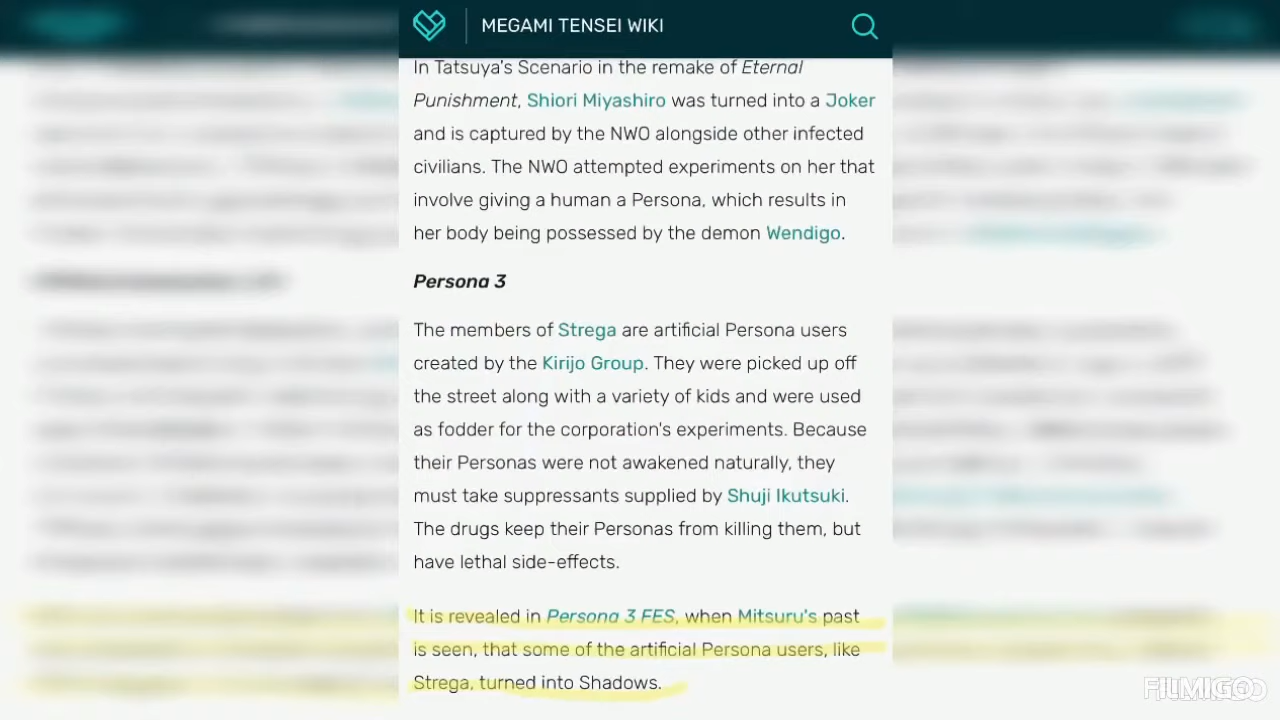 MEGAMI TENSEI WIKI
In Tatsuya's Scenario in the remake of Eternal
Punishment, Shiori Miyashiro was turned into a Joker
and is captured by the NWO alongside other infected
civilians. The NWO attempted experiments on her that
involve giving a human a Persona, which results in
her body being possessed by the demon Wendigo.
Persona 3
The members of Strega are artificial Persona users
created by the Kirijo Group. They were picked up off
the street along with a variety of kids and were used
as fodder for the corporation's experiments. Because
their Personas were not awakened naturally, they
must take suppressants supplied by Shuji Ikutsuki.
The drugs keep their Personas from killing them, but
have lethal side-effects.
It is revealed in Persona 3 FES, when Mitsuru's past
is seen, that some of the artificial Persona users, like
Strega, turned into Shadows.
FILMIGO